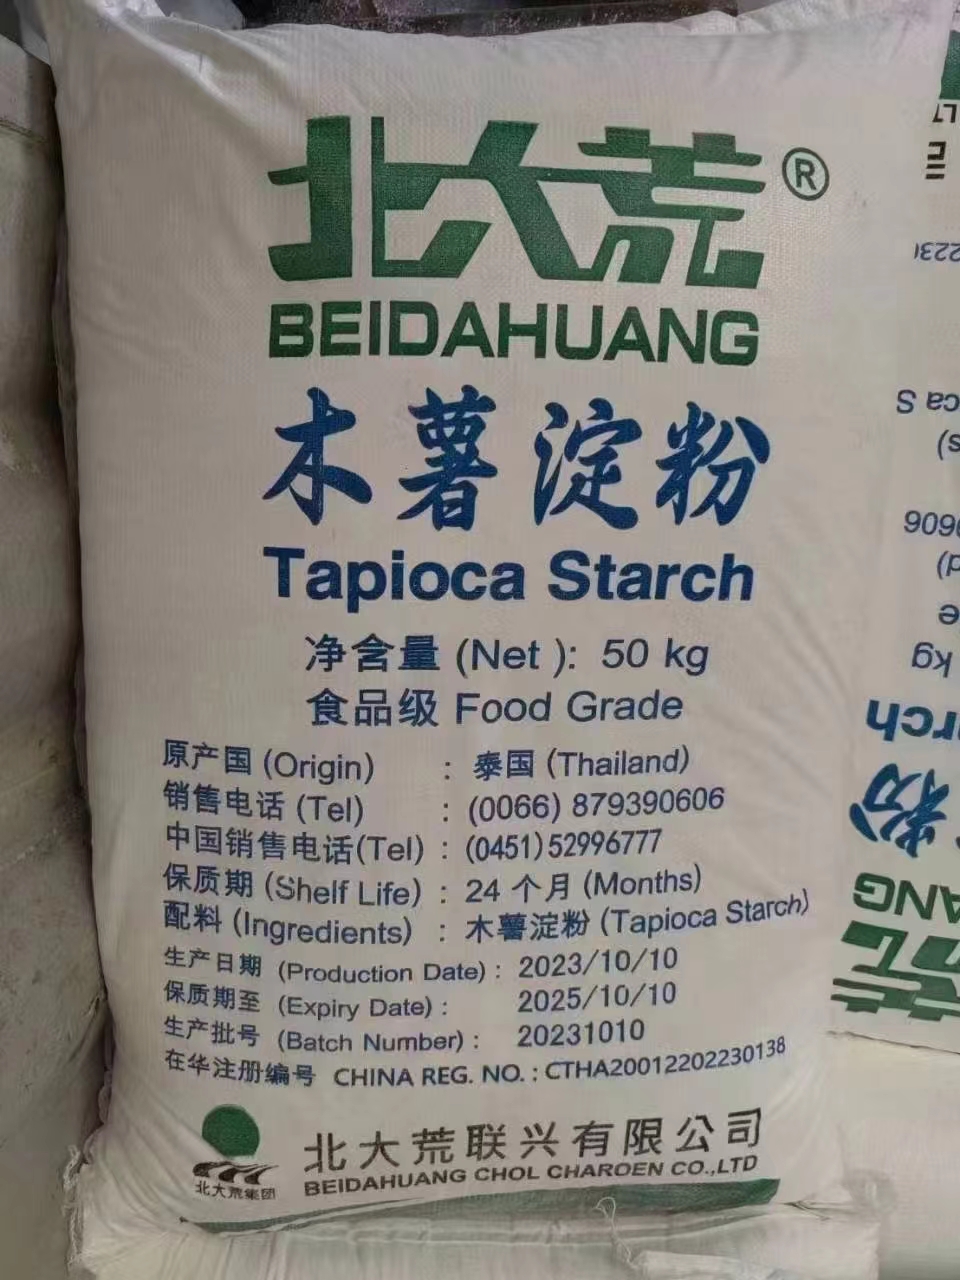 北大荒®
BEIDAHUANG
木薯淀粉
Tapioca Starch
净含量 (Net ): 50 kg
食品级 Food Grade
原产国 (Origin) : 泰国 (Thailand)
销售电话 (Tel) : (0066) 879390606
中国销售电话(Tel) : (0451)52996777
保质期 (Shelf Life) : 24 个月 (Months)
配料 (Ingredients) : 木薯淀粉 (Tapioca Starch)
生产日期 (Production Date) : 2023/10/10
保质期至 (Expiry Date) : 2025/10/10
生产批号 (Batch Number) : 20231010
在华注册编号 CHINA REG. NO. : CTHA20012202230138
北大荒集团
北大荒联兴有限公司
BEIDAHUANG CHOL CHAROEN CO.,LTD